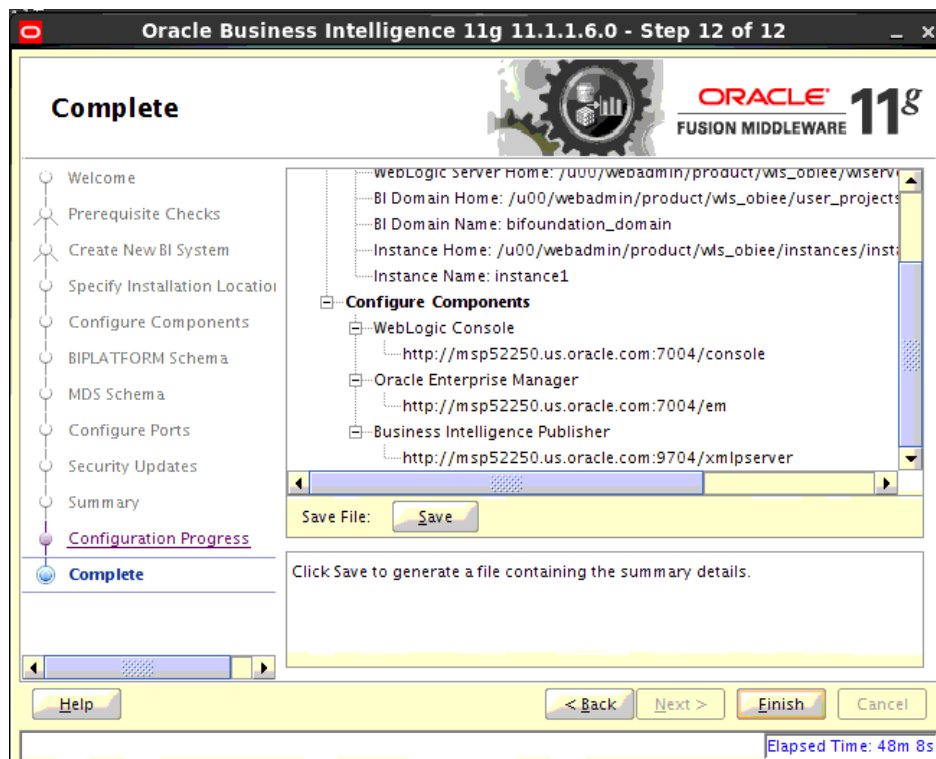 Oracle Business Intelligence 11g 11.1.1.6.0 - Step 12 of 12
Complete
ORACLE
FUSION MIDDLEWARE
11g
Welcome
Prerequisite Checks
Create New BI System
Specify Installation Location
Configure Components
BIPLATFORM Schema
MDS Schema
Configure Ports
Security Updates
Summary
Configuration Progress
Complete
WebLogic Server Home: /u00/webadmin/product/wls_obiee/wlserv
BI Domain Home: /u00/webadmin/product/wls_obiee/user_projects
BI Domain Name: bifoundation_domain
Instance Home: /u00/webadmin/product/wls_obiee/instances/insta
Instance Name: instance1
Configure Components
WebLogic Console
http://msp52250.us.oracle.com:7004/console
Oracle Enterprise Manager
http://msp52250.us.oracle.com:7004/em
Business Intelligence Publisher
http://msp52250.us.oracle.com:9704/xmlpserver
Save File:
Save
Click Save to generate a file containing the summary details.
Help
< Back
Next >
Finish
Cancel
Elapsed Time: 48m 8s